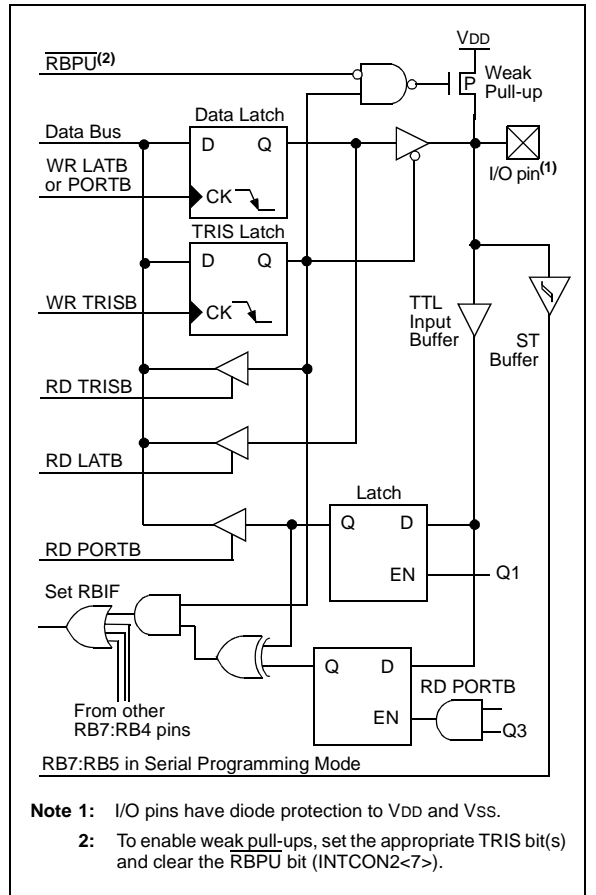 VDD
RBPU(2)
Weak
Pull-up
P
Data Latch
Data Bus
D Q
WR LATB
or PORTB
CK
I/O pin(1)
TRIS Latch
D Q
WR TRISB
CK
TTL
Input
Buffer
ST
Buffer
RD TRISB
RD LATB
Latch
Q D
RD PORTB
EN
Q1
Set RBIF
Q D
RD PORTB
EN
Q3
From other
RB7:RB4 pins
RB7:RB5 in Serial Programming Mode
Note 1: I/O pins have diode protection to VDD and VSS.
2: To enable weak pull-ups, set the appropriate TRIS bit(s)
and clear the RBPU bit (INTCON2<7>).